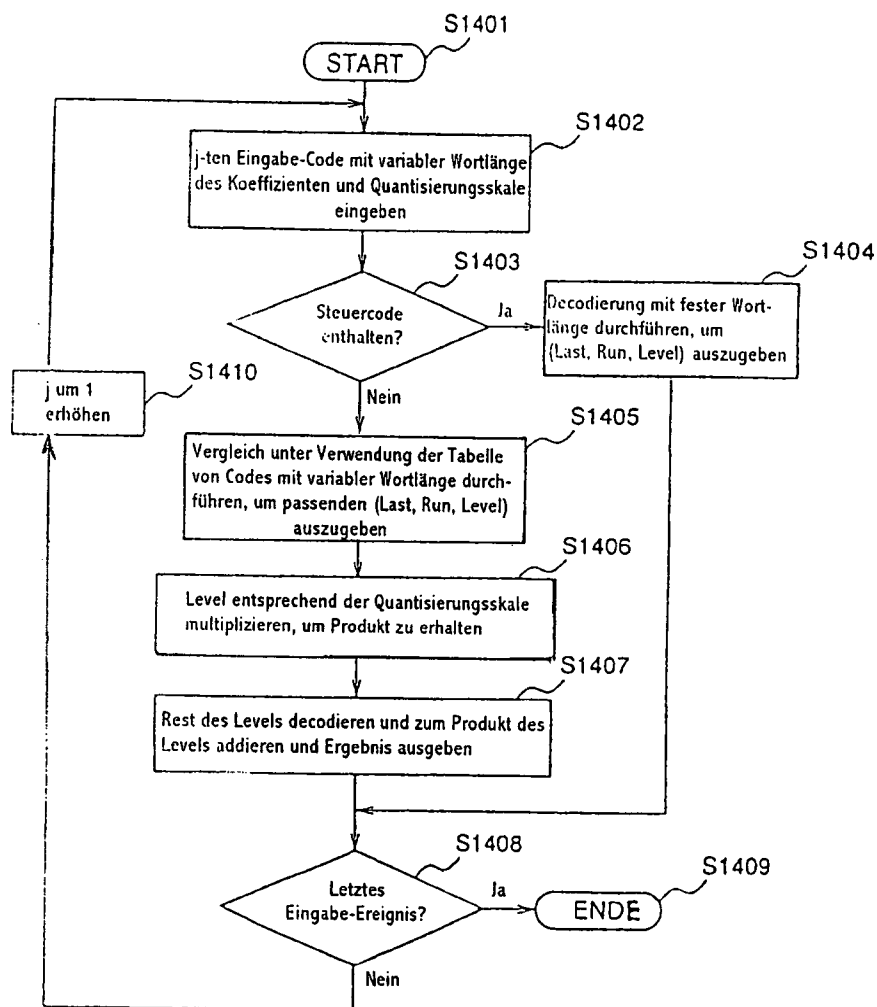 S1401
START
S1402
j-ten Eingabe-Code mit variabler Wortlänge
des Koeffizienten und Quantisierungsskale
eingeben
S1403
Steuercode
enthalten?
Ja
S1404
Decodierung mit fester Wort-
länge durchführen, um
(Last, Run, Level) auszugeben
Nein
S1410
j um 1
erhöhen
S1405
Vergleich unter Verwendung der Tabelle
von Codes mit variabler Wortlänge durch-
führen, um passenden (Last, Run, Level)
auszugeben
S1406
Level entsprechend der Quantisierungsskale
multiplizieren, um Produkt zu erhalten
S1407
Rest des Levels decodieren und zum Produkt des
Levels addieren und Ergebnis ausgeben
S1408
Letztes
Eingabe-Ereignis?
Ja
S1409
ENDE
Nein